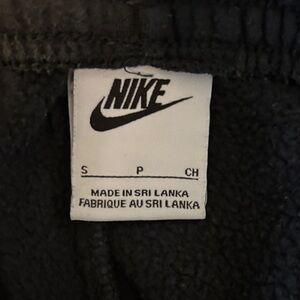 NIKE
S P CH
MADE IN SRI LANKA
FABRIQUE AU SRI LANKA